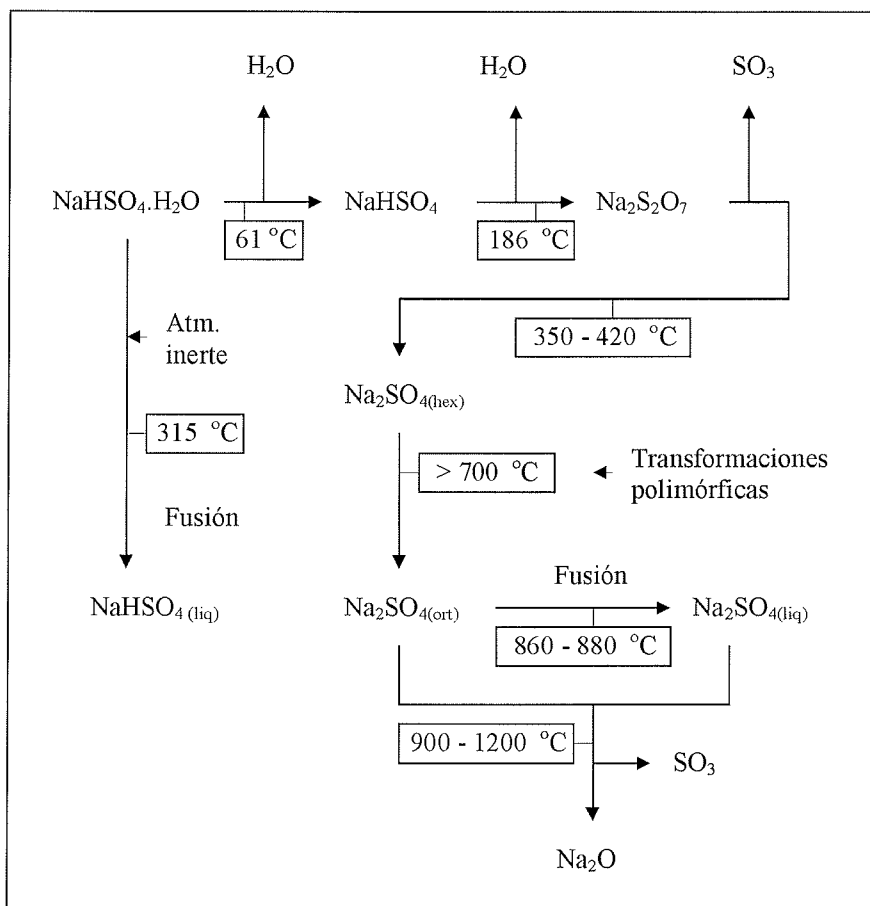 H₂O H₂O SO₃
NaHSO₄.H₂O NaHSO₄ Na₂S₂O₇
61 °C 186 °C
Atm.
inerte
350 - 420 °C
Na₂SO₄(hex)
315 °C
> 700 °C
Transformaciones
polimórficas
Fusión
Fusión
NaHSO₄ (liq) Na₂SO₄(ort) Na₂SO₄(liq)
860 - 880 °C
900 - 1200 °C
SO₃
Na₂O